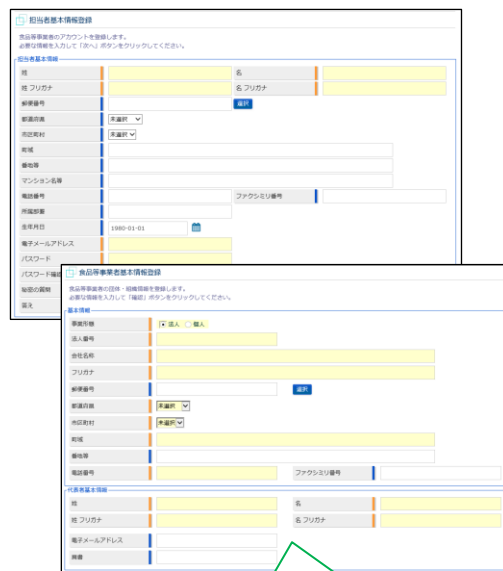 担当者基本情報登録
食品等事業者のアカウントを登録します。
必要な情報を入力して「次へ」ボタンをクリックしてください。
担当者基本情報
姓 名
姓 フリガナ 名 フリガナ
郵便番号 選択
都道府県 未選択
市区町村 未選択
町域
番地等
マンション名等
電話番号 ファクシミリ番号
所属部署
生年月日 1980-01-01
電子メールアドレス
パスワード
パスワード確認
秘密の質問
答え
食品等事業者基本情報登録
食品等事業者の団体・組織情報を登録します。
必要な情報を入力して「確認」ボタンをクリックしてください。
基本情報
事業形態 法人 個人
法人番号
会社名称
フリガナ
郵便番号 選択
都道府県 未選択
市区町村 未選択
町域
番地等
電話番号 ファクシミリ番号
代表者基本情報
姓 名
姓 フリガナ 名 フリガナ
電子メールアドレス
肩書